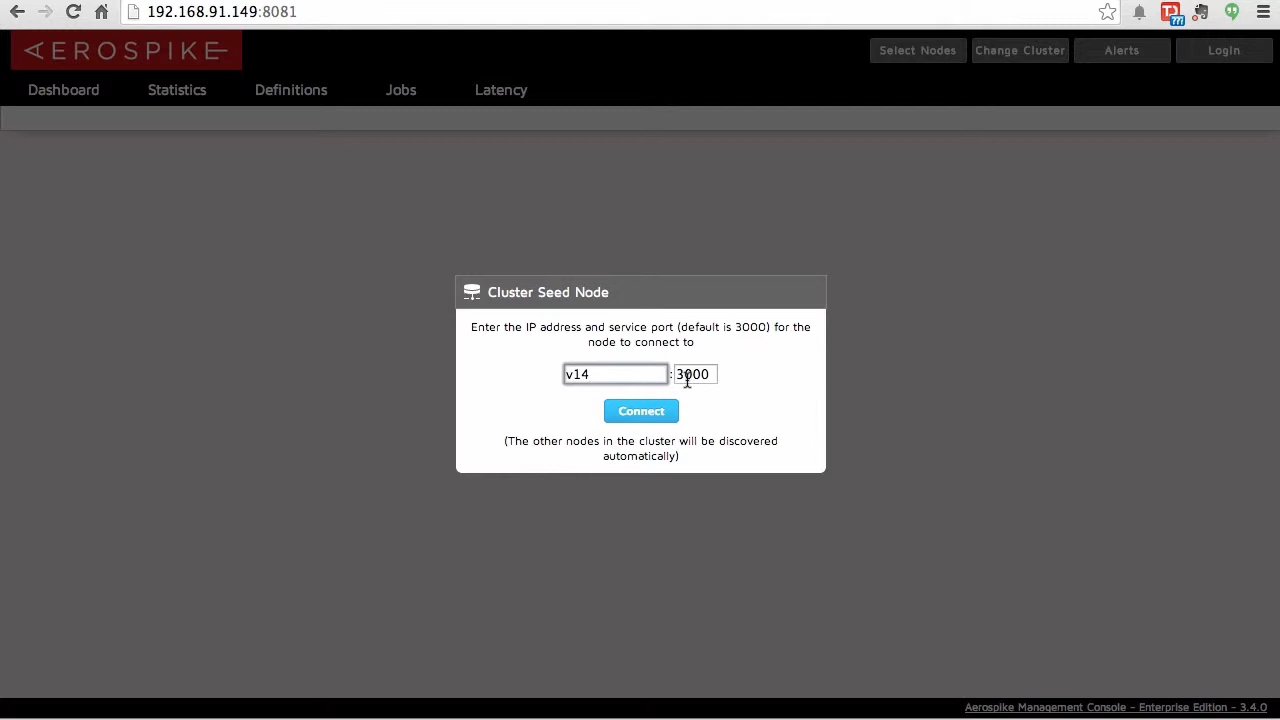 192.168.91.149:8081
AEROSPIKE
Select Nodes
Change Cluster
Alerts
Login
Dashboard
Statistics
Definitions
Jobs
Latency
Cluster Seed Node
Enter the IP address and service port (default is 3000) for the
node to connect to
v14 : 3000
Connect
(The other nodes in the cluster will be discovered
automatically)
Aerospike Management Console - Enterprise Edition - 3.4.0